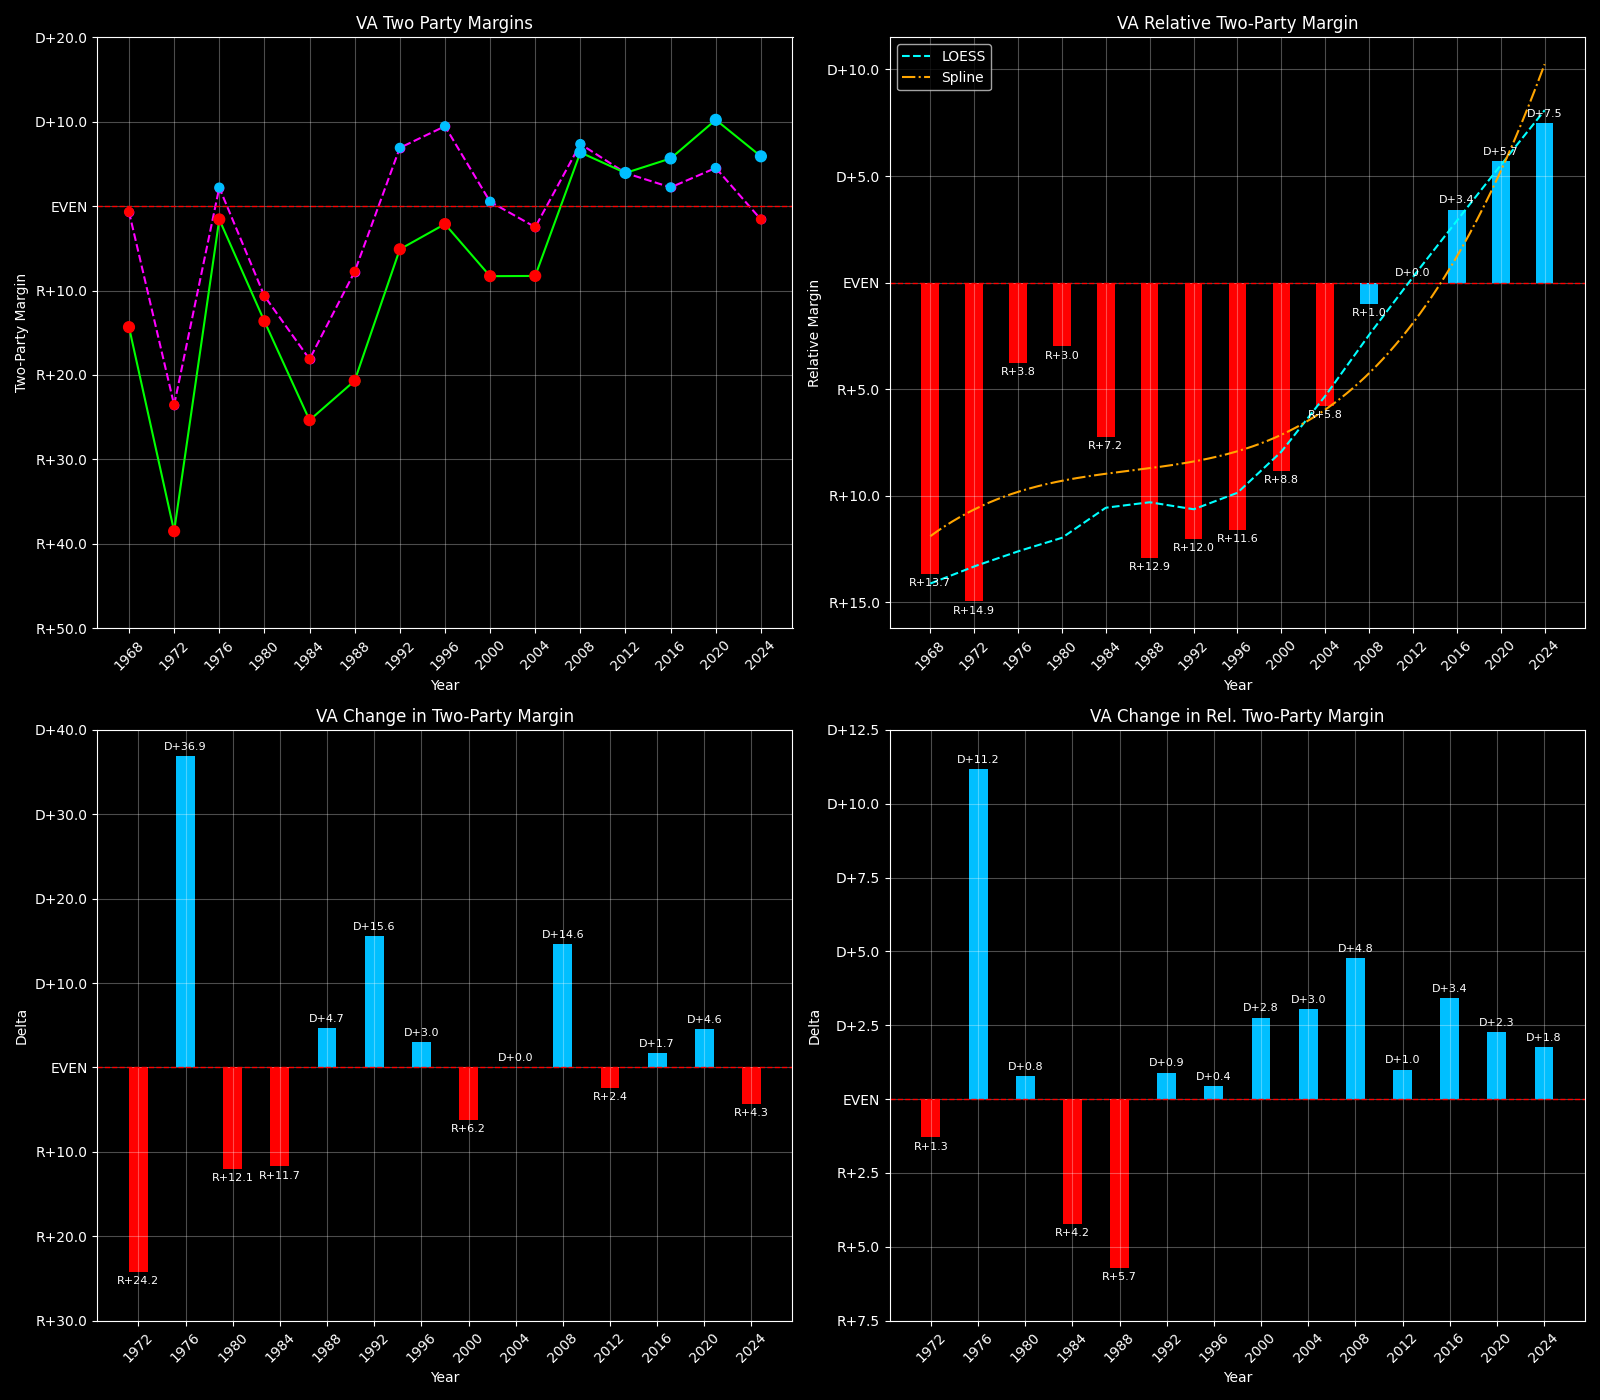 VA Two Party Margins
D+20.0
D+10.0
EVEN
R+10.0
R+20.0
R+30.0
R+40.0
R+50.0
Two-Party Margin
1968 1972 1976 1980 1984 1988 1992 1996 2000 2004 2008 2012 2016 2020 2024
Year
VA Relative Two-Party Margin
LOESS
Spline
D+10.0
D+5.0
EVEN
R+5.0
R+10.0
R+15.0
Relative Margin
R+13.7
R+14.9
R+3.8
R+3.0
R+7.2
R+12.9
R+12.0
R+11.6
R+8.8
R+5.8
R+1.0
D+0.0
D+3.4
D+5.7
D+7.5
1968 1972 1976 1980 1984 1988 1992 1996 2000 2004 2008 2012 2016 2020 2024
Year
VA Change in Two-Party Margin
D+40.0
D+30.0
D+20.0
D+10.0
EVEN
R+10.0
R+20.0
R+30.0
Delta
R+24.2
D+36.9
R+12.1
R+11.7
D+4.7
D+15.6
D+3.0
R+6.2
D+0.0
D+14.6
R+2.4
D+1.7
D+4.6
R+4.3
1972 1976 1980 1984 1988 1992 1996 2000 2004 2008 2012 2016 2020 2024
Year
VA Change in Rel. Two-Party Margin
D+12.5
D+10.0
D+7.5
D+5.0
D+2.5
EVEN
R+2.5
R+5.0
R+7.5
Delta
R+1.3
D+11.2
D+0.8
R+4.2
R+5.7
D+0.9
D+0.4
D+2.8
D+3.0
D+4.8
D+1.0
D+3.4
D+2.3
D+1.8
1972 1976 1980 1984 1988 1992 1996 2000 2004 2008 2012 2016 2020 2024
Year